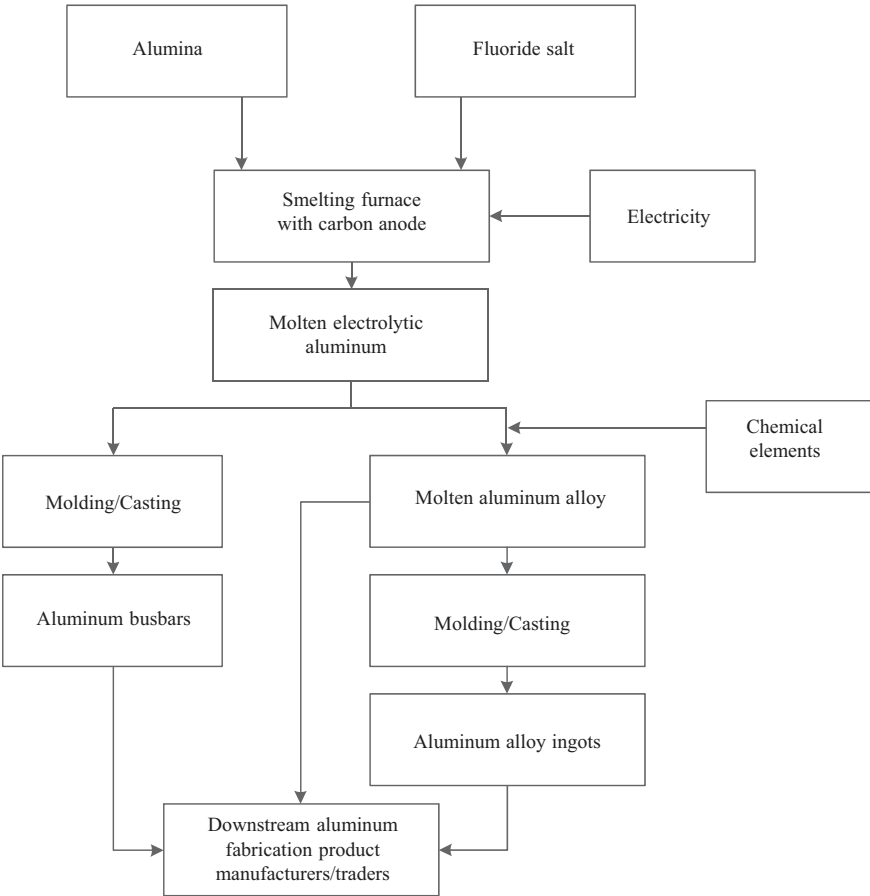 Alumina
Fluoride salt
Smelting furnace
with carbon anode
Electricity
Molten electrolytic
aluminum
Chemical
elements
Molding/Casting
Molten aluminum alloy
Aluminum busbars
Molding/Casting
Aluminum alloy ingots
Downstream aluminum
fabrication product
manufacturers/traders